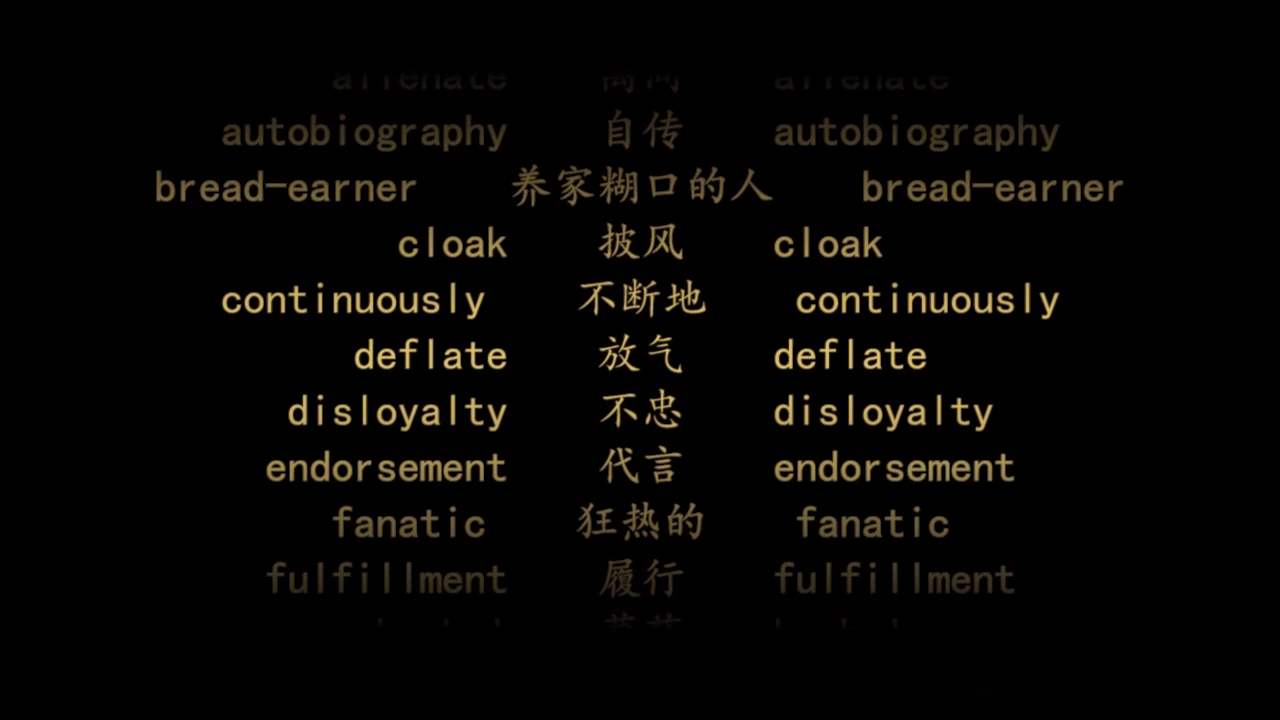 alienate 离间 alienate
autobiography 自传 autobiography
bread-earner 养家糊口的人 bread-earner
cloak 披风 cloak
continuously 不断地 continuously
deflate 放气 deflate
disloyalty 不忠 disloyalty
endorsement 代言 endorsement
fanatic 狂热的 fanatic
fulfillment 履行 fulfillment